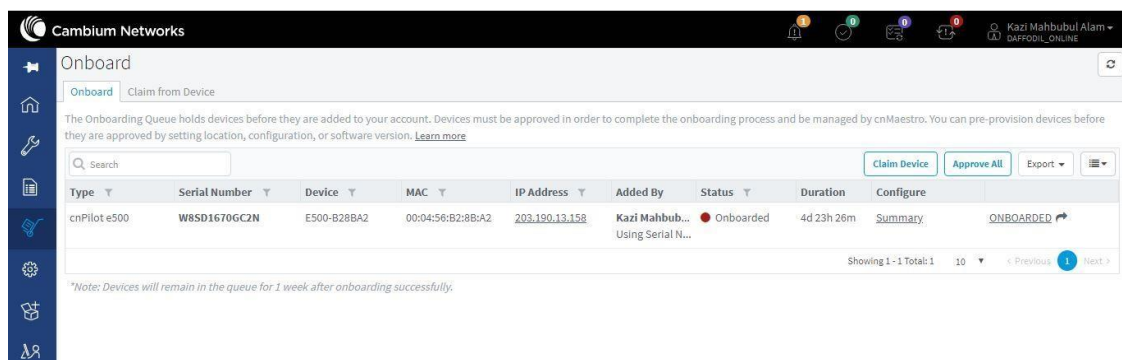 Cambium Networks
1
0
0
0
Kazi Mahbubul Alam
DAFFODIL_ONLINE
Onboard
Onboard Claim from Device
The Onboarding Queue holds devices before they are added to your account. Devices must be approved in order to complete the onboarding process and be managed by cnMaestro. You can pre-provision devices before
they are approved by setting location, configuration, or software version. Learn more
Search
Claim Device Approve All Export
Type Serial Number Device MAC IP Address Added By Status Duration Configure
cnPilot e500 W8SD1670GC2N E500-B28BA2 00:04:56:B2:8B:A2 203.190.13.158 Kazi Mahbub... Onboarded 4d 23h 26m Summary ONBOARDED
Using Serial N...
Showing 1 - 1 Total: 1 10 < Previous 1 Next >
*Note: Devices will remain in the queue for 1 week after onboarding successfully.